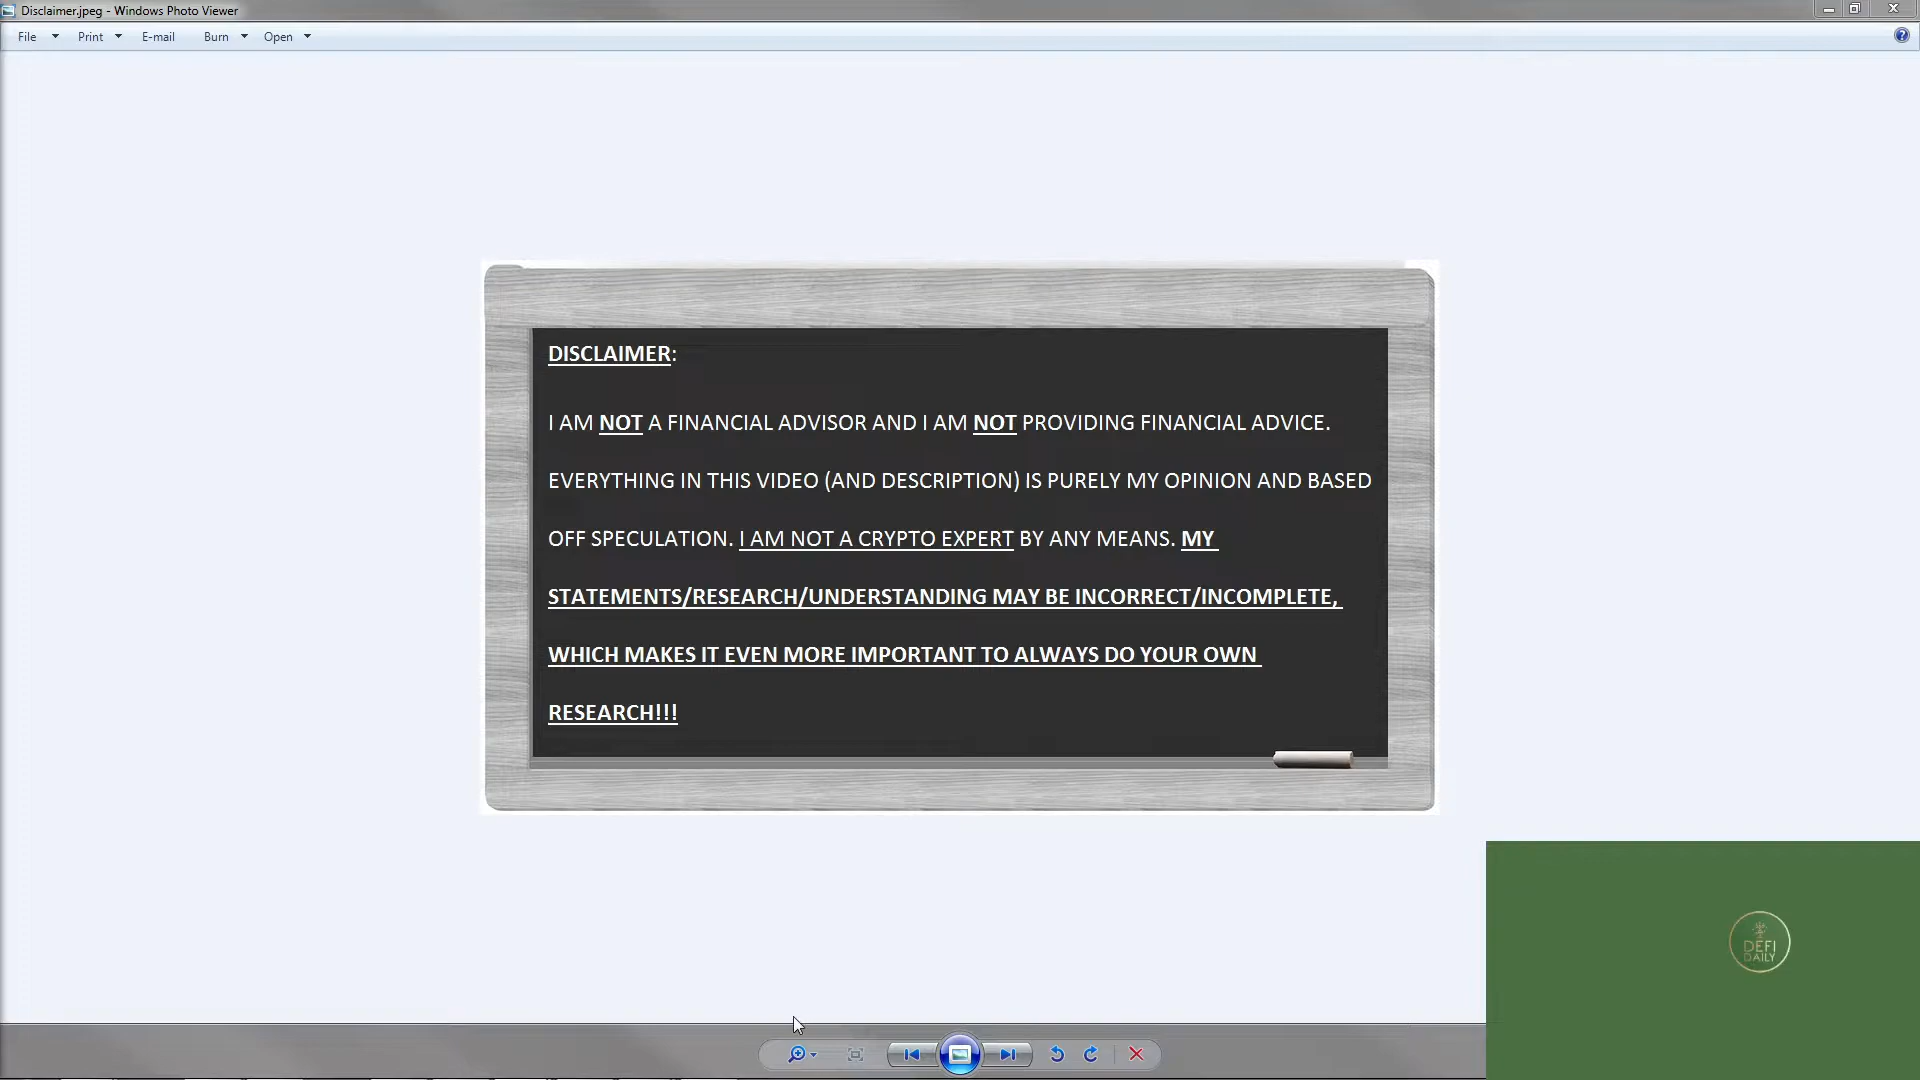 Disclaimer.jpeg - Windows Photo Viewer
File Print E-mail Burn Open
DISCLAIMER:
I AM NOT A FINANCIAL ADVISOR AND I AM NOT PROVIDING FINANCIAL ADVICE.
EVERYTHING IN THIS VIDEO (AND DESCRIPTION) IS PURELY MY OPINION AND BASED
OFF SPECULATION. I AM NOT A CRYPTO EXPERT BY ANY MEANS. MY
STATEMENTS/RESEARCH/UNDERSTANDING MAY BE INCORRECT/INCOMPLETE,
WHICH MAKES IT EVEN MORE IMPORTANT TO ALWAYS DO YOUR OWN
RESEARCH!!!
DEFI
DAILY